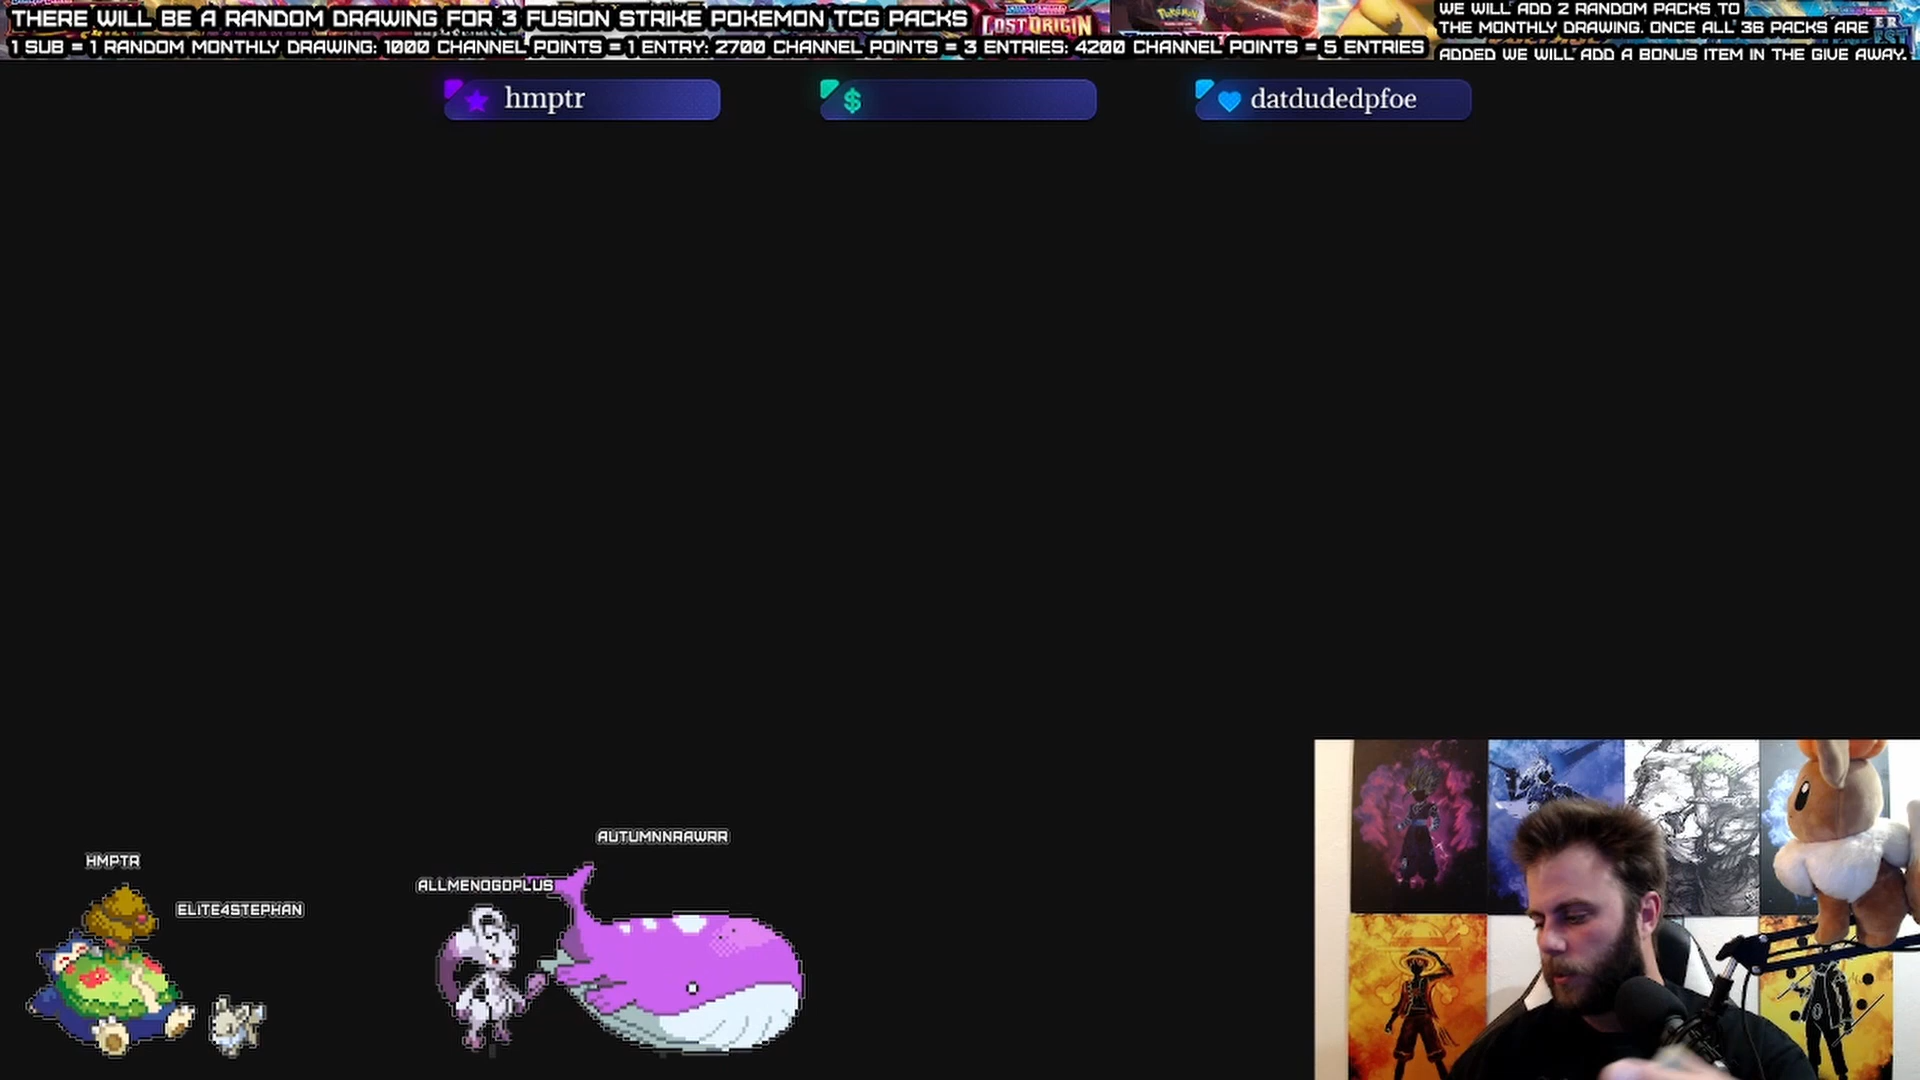 THERE WILL BE A RANDOM DRAWING FOR 3 FUSION STRIKE POKEMON TCG PACKS
1 SUB = 1 RANDOM MONTHLY DRAWING: 1000 CHANNEL POINTS = 1 ENTRY: 2700 CHANNEL POINTS = 3 ENTRIES: 4200 CHANNEL POINTS = 5 ENTRIES
LOST ORIGIN
WE WILL ADD 2 RANDOM PACKS TO
THE MONTHLY DRAWING. ONCE ALL 36 PACKS ARE
ADDED WE WILL ADD A BONUS ITEM IN THE GIVE AWAY.
hmptr
$
datdudedpfoe
AUTUMNNRAWRR
HMPTR
ALLMENOGDPLUS
ELITE4STEPHAN